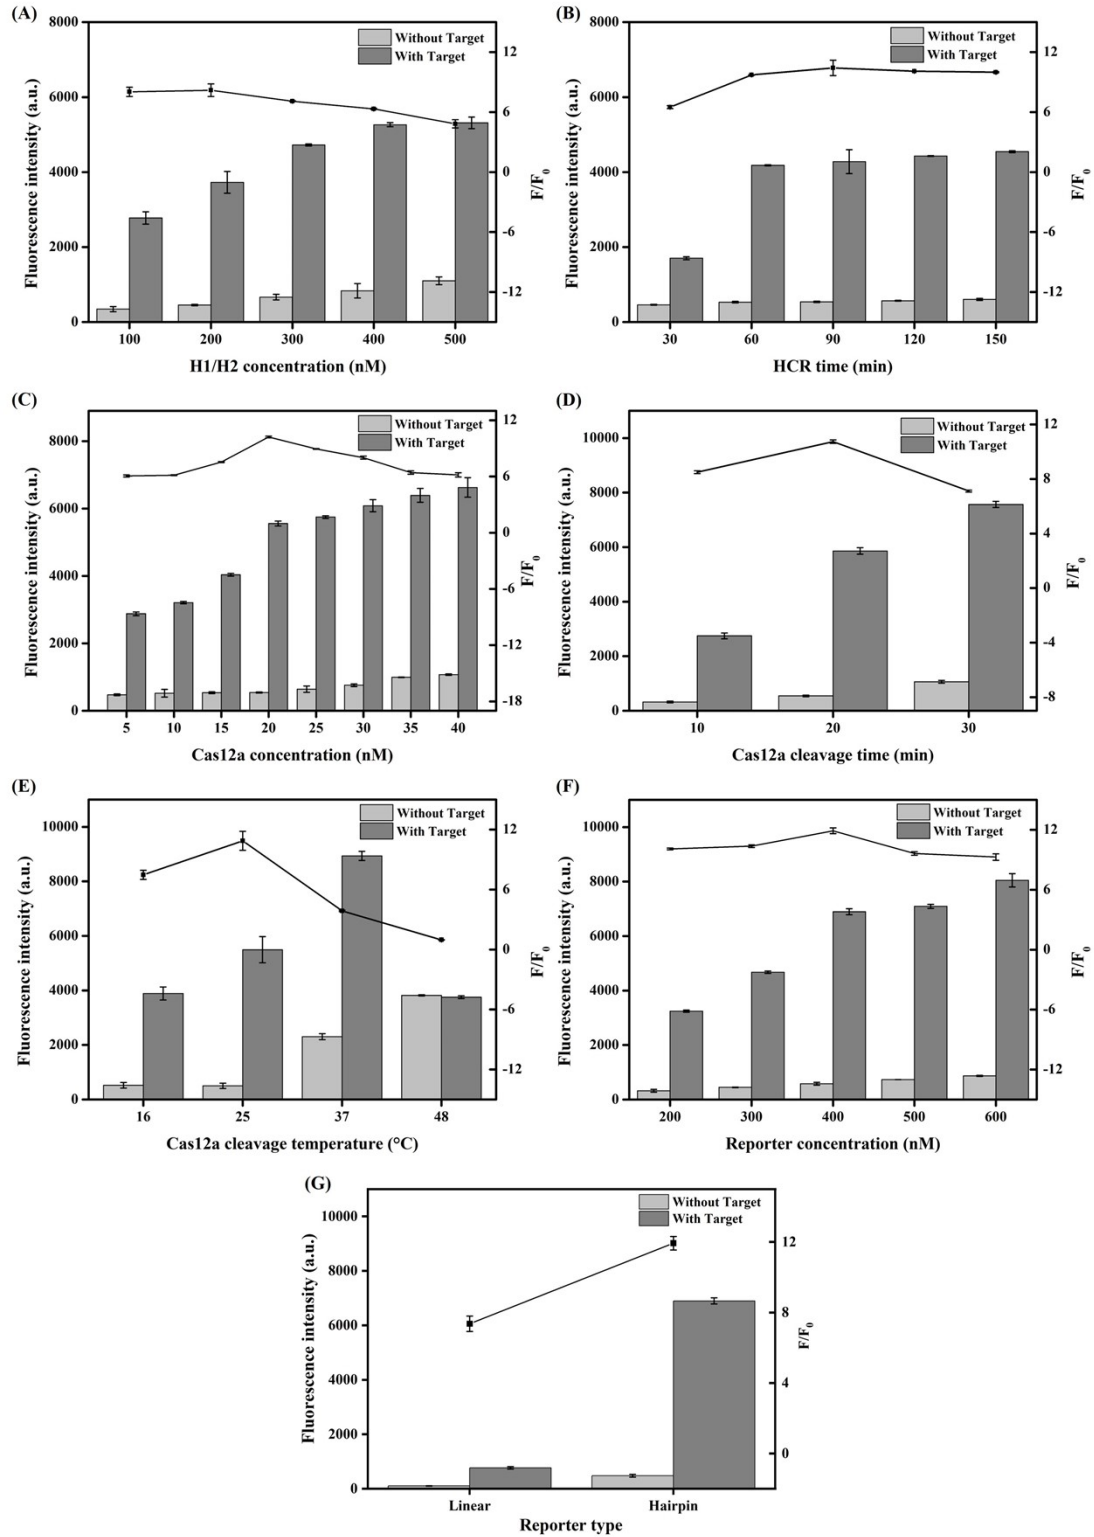 (A)
Fluorescence intensity (a.u.)
8000
6000
4000
2000
0
Without Target
With Target
12
6
0
-6
-12
F/F0
100 200 300 400 500
H1/H2 concentration (nM)
(B)
Fluorescence intensity (a.u.)
8000
6000
4000
2000
0
Without Target
With Target
12
6
0
-6
-12
F/F0
30 60 90 120 150
HCR time (min)
(C)
Fluorescence intensity (a.u.)
8000
6000
4000
2000
0
Without Target
With Target
12
6
0
-6
-12
-18
F/F0
5 10 15 20 25 30 35 40
Cas12a concentration (nM)
(D)
Fluorescence intensity (a.u.)
10000
8000
6000
4000
2000
0
Without Target
With Target
12
8
4
0
-4
-8
F/F0
10 20 30
Cas12a cleavage time (min)
(E)
Fluorescence intensity (a.u.)
10000
8000
6000
4000
2000
0
Without Target
With Target
12
6
0
-6
-12
F/F0
16 25 37 48
Cas12a cleavage temperature (°C)
(F)
Fluorescence intensity (a.u.)
10000
8000
6000
4000
2000
0
Without Target
With Target
12
6
0
-6
-12
F/F0
200 300 400 500 600
Reporter concentration (nM)
(G)
Fluorescence intensity (a.u.)
10000
8000
6000
4000
2000
0
Without Target
With Target
12
8
4
0
F/F0
Linear Hairpin
Reporter type